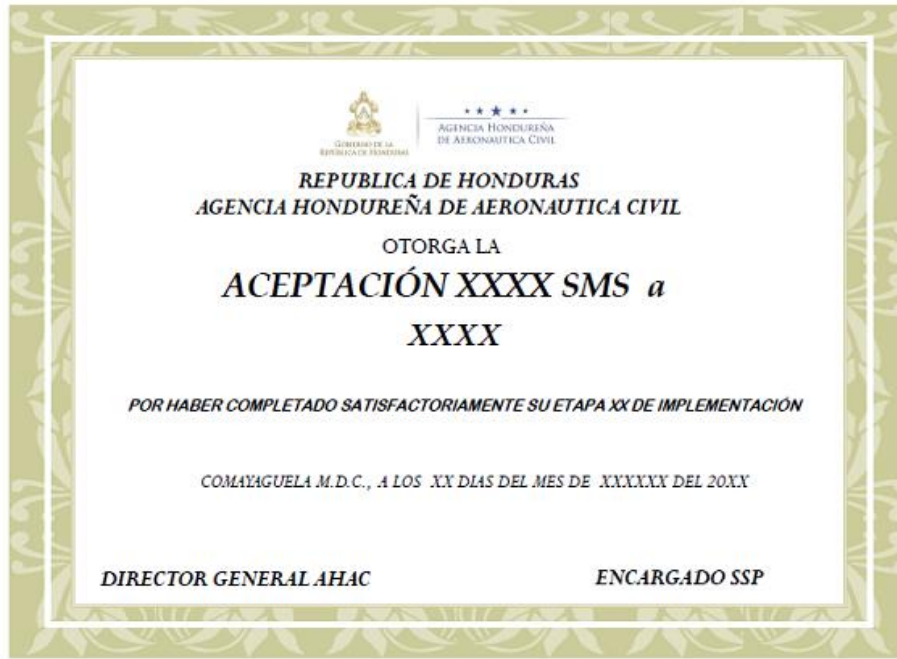 GOBIERNO DE LA
REPÚBLICA DE HONDURAS
AGENCIA HONDUREÑA
DE AERONAUTICA CIVIL
REPUBLICA DE HONDURAS
AGENCIA HONDUREÑA DE AERONAUTICA CIVIL
OTORGA LA
ACEPTACIÓN XXXX SMS a
XXXX
POR HABER COMPLETADO SATISFACTORIAMENTE SU ETAPA XX DE IMPLEMENTACIÓN
COMAYAGUELA M.D.C., A LOS XX DIAS DEL MES DE XXXXXX DEL 20XX
DIRECTOR GENERAL AHAC
ENCARGADO SSP